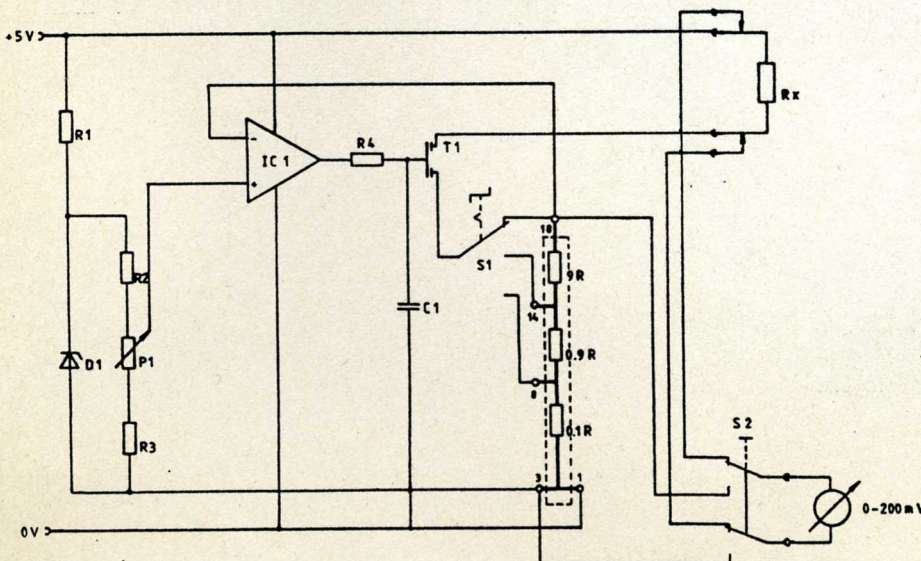 +5V
R1
IC1
-
+
R4
T1
Rx
S1
18
9R
R2
14
0.9R
C1
D1
P1
8
0.1R
R3
S2
3
1
0V
0-200mV